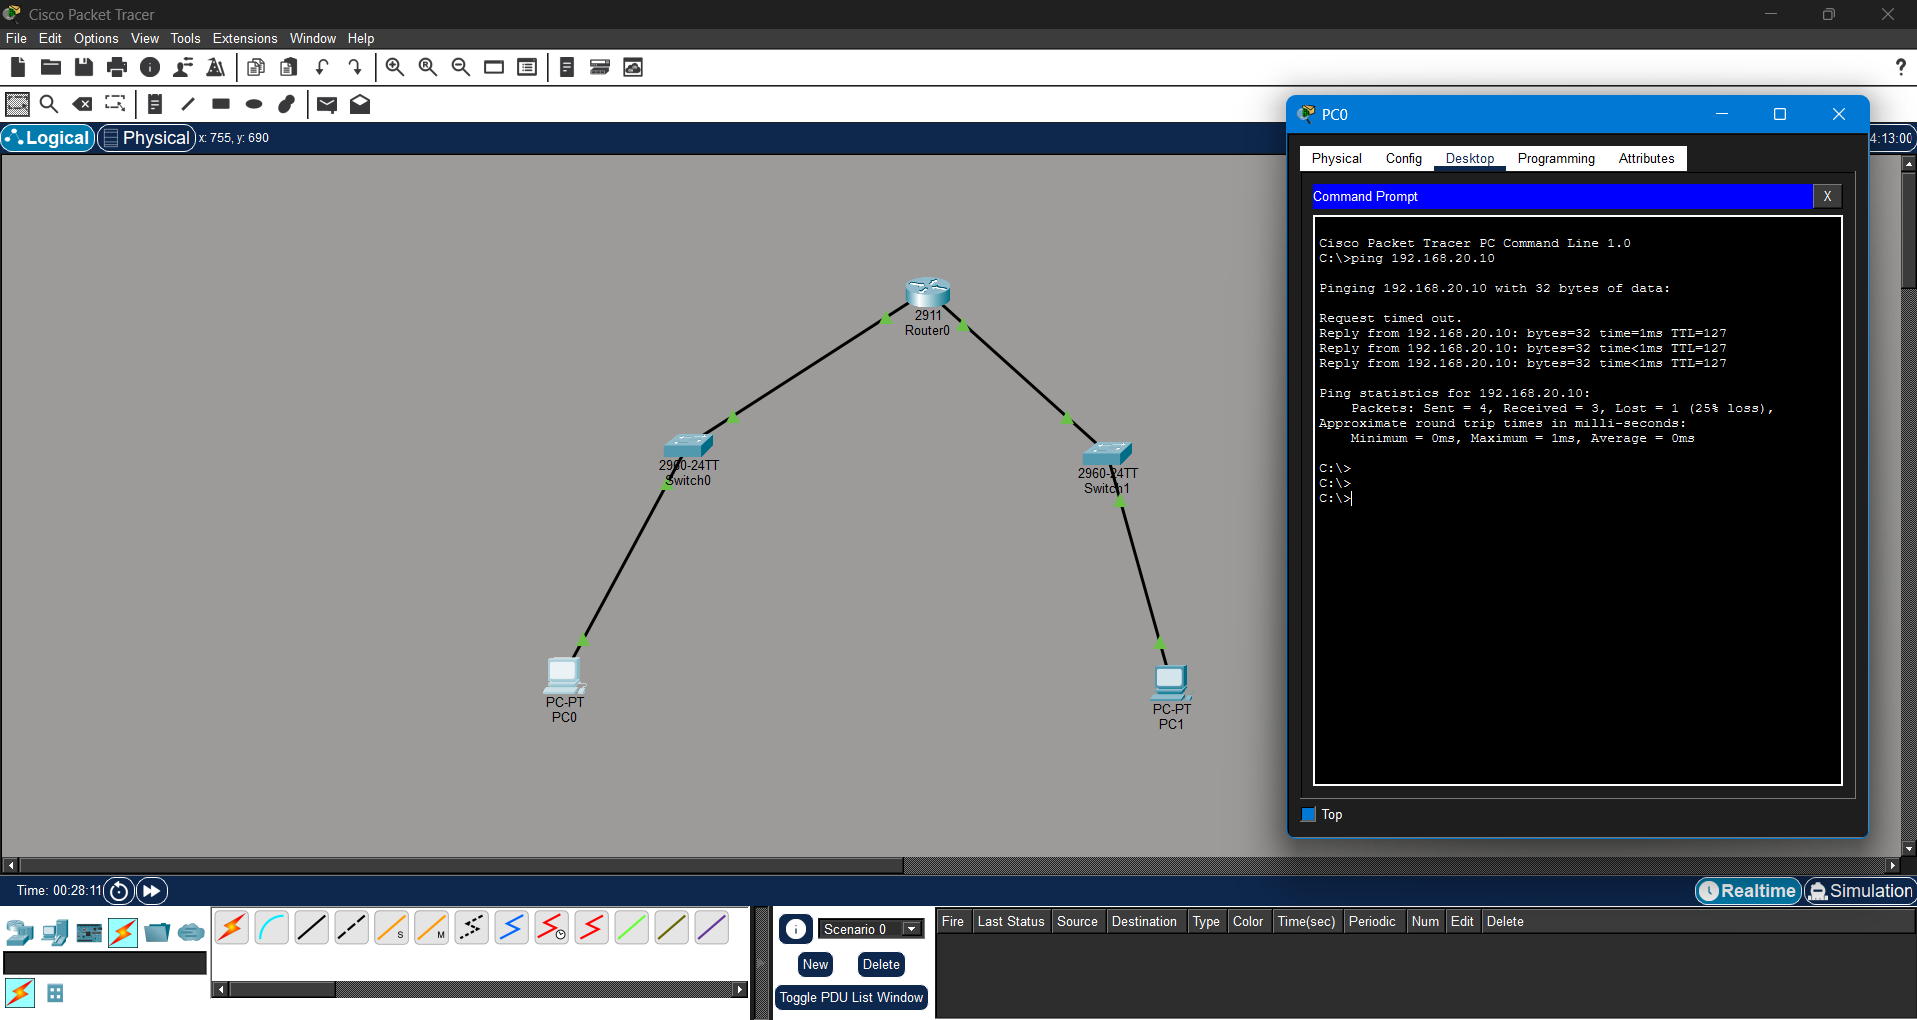 Cisco Packet Tracer
File Edit Options View Tools Extensions Window Help
?
Logical Physical x: 755, y: 690
4:13:00
2911
Router0
2960-24TT
Switch0
2960-24TT
Switch1
PC-PT
PC0
PC-PT
PC1
PC0
Physical Config Desktop Programming Attributes
Command Prompt X
Cisco Packet Tracer PC Command Line 1.0
C:\>ping 192.168.20.10
Pinging 192.168.20.10 with 32 bytes of data:
Request timed out.
Reply from 192.168.20.10: bytes=32 time=1ms TTL=127
Reply from 192.168.20.10: bytes=32 time<1ms TTL=127
Reply from 192.168.20.10: bytes=32 time<1ms TTL=127
Ping statistics for 192.168.20.10:
Packets: Sent = 4, Received = 3, Lost = 1 (25% loss),
Approximate round trip times in milli-seconds:
Minimum = 0ms, Maximum = 1ms, Average = 0ms
C:\>
C:\>
C:\>
Top
Time: 00:28:11
Realtime Simulation
S M
Scenario 0
New Delete
Toggle PDU List Window
Fire Last Status Source Destination Type Color Time(sec) Periodic Num Edit Delete